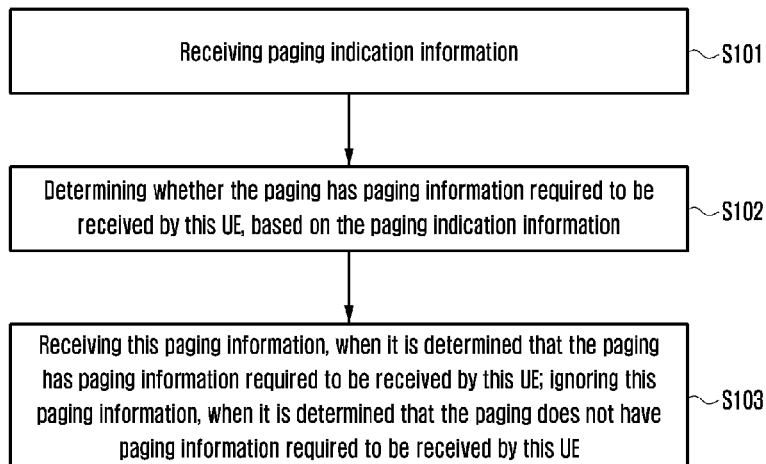 Receiving paging indication information
S101
Determining whether the paging has paging information required to be
received by this UE, based on the paging indication information
S102
Receiving this paging information, when it is determined that the paging
has paging information required to be received by this UE; ignoring this
paging information, when it is determined that the paging does not have
paging information required to be received by this UE
S103